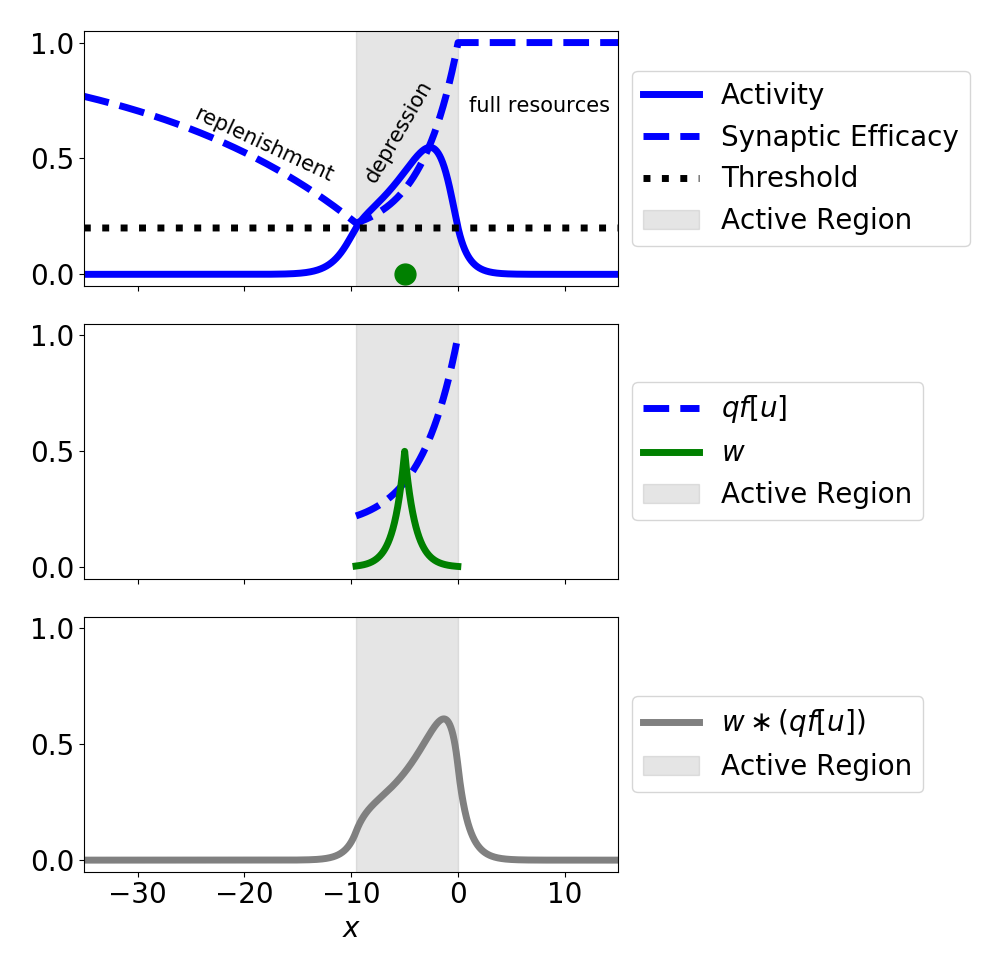 1.0
0.5
0.0
replenishment
depression
full resources
Activity
Synaptic Efficacy
Threshold
Active Region
1.0
0.5
0.0
qf[u]
w
Active Region
1.0
0.5
0.0
−30
−20
−10
0
10
x
w∗(qf[u])
Active Region